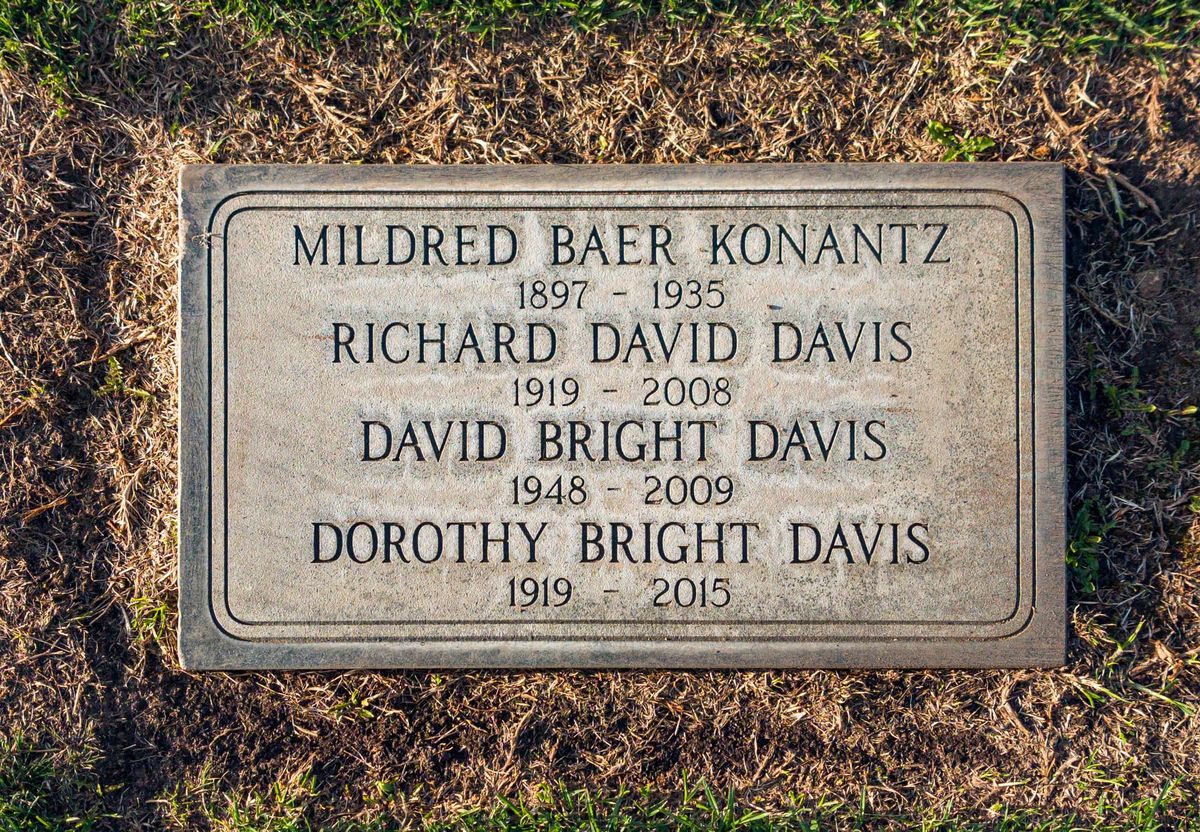 MILDRED BAER KONANTZ
1897 - 1935
RICHARD DAVID DAVIS
1919 - 2008
DAVID BRIGHT DAVIS
1948 - 2009
DOROTHY BRIGHT DAVIS
1919 - 2015